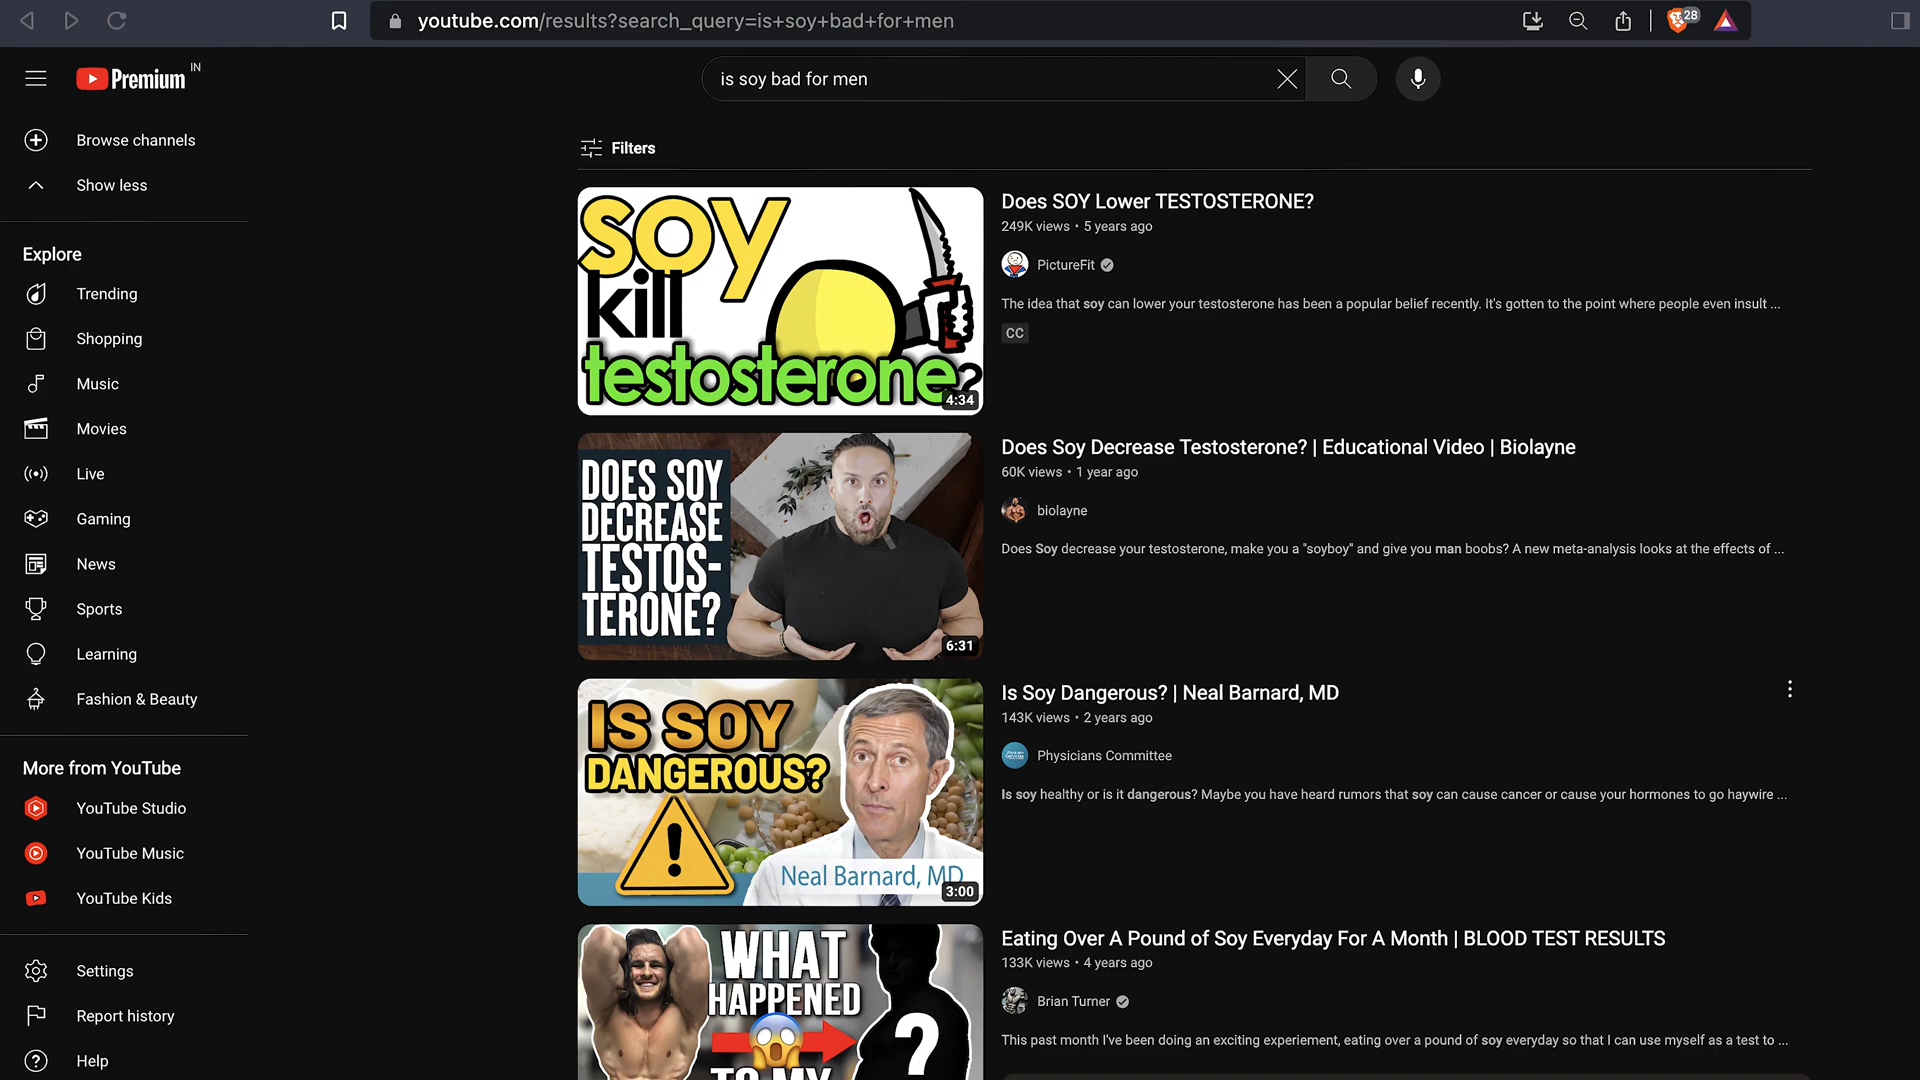 youtube.com/results?search_query=is+soy+bad+for+men
28
Premium IN
is soy bad for men
Browse channels
Show less
Explore
Trending
Shopping
Music
Movies
Live
Gaming
News
Sports
Learning
Fashion & Beauty
More from YouTube
YouTube Studio
YouTube Music
YouTube Kids
Settings
Report history
Help
Filters
soy
kill
testosterone?
4:34
Does SOY Lower TESTOSTERONE?
249K views • 5 years ago
PictureFit
The idea that soy can lower your testosterone has been a popular belief recently. It's gotten to the point where people even insult ...
CC
DOES SOY
DECREASE
TESTOS-
TERONE?
6:31
Does Soy Decrease Testosterone? | Educational Video | Biolayne
60K views • 1 year ago
biolayne
Does Soy decrease your testosterone, make you a "soyboy" and give you man boobs? A new meta-analysis looks at the effects of ...
IS SOY
DANGEROUS?
!
Neal Barnard, MD
3:00
Is Soy Dangerous? | Neal Barnard, MD
143K views • 2 years ago
Physicians Committee
Is soy healthy or is it dangerous? Maybe you have heard rumors that soy can cause cancer or cause your hormones to go haywire ...
WHAT
HAPPENED
TO MY
?
Eating Over A Pound of Soy Everyday For A Month | BLOOD TEST RESULTS
133K views • 4 years ago
Brian Turner
This past month I've been doing an exciting experiement, eating over a pound of soy everyday so that I can use myself as a test to ...